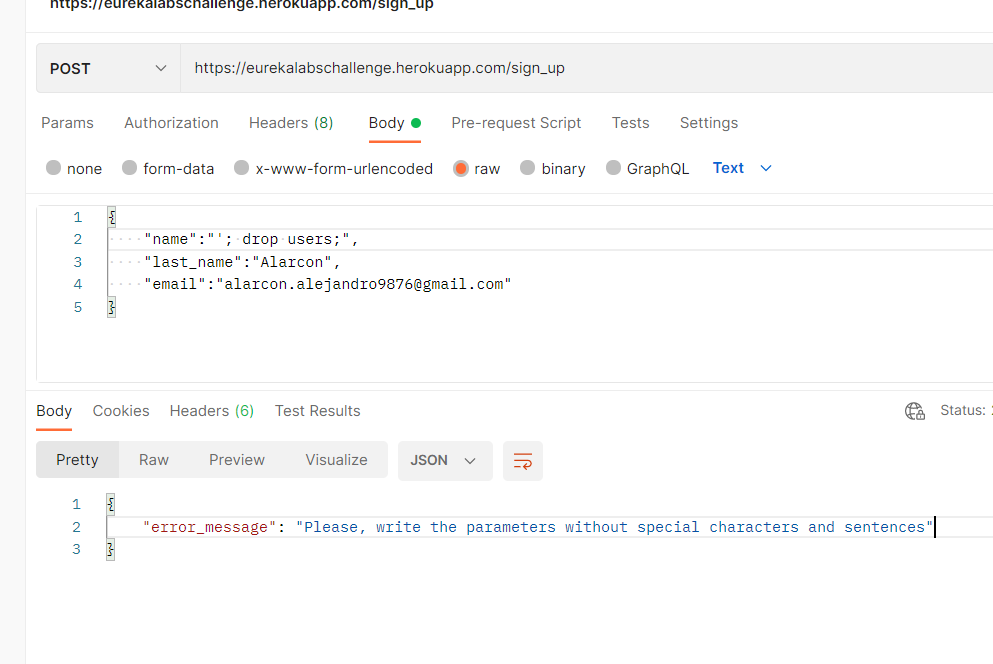 https://eurekalabschallenge.herokuapp.com/sign_up
POST https://eurekalabschallenge.herokuapp.com/sign_up
Params Authorization Headers (8) Body Pre-request Script Tests Settings
none form-data x-www-form-urlencoded raw binary GraphQL Text
1 {
2 ····"name":"';·drop·users;",
3 ····"last_name":"Alarcon",
4 ····"email":"alarcon.alejandro9876@gmail.com"
5 }
Body Cookies Headers (6) Test Results Status:
Pretty Raw Preview Visualize JSON
1 {
2 "error_message": "Please, write the parameters without special characters and sentences"
3 }